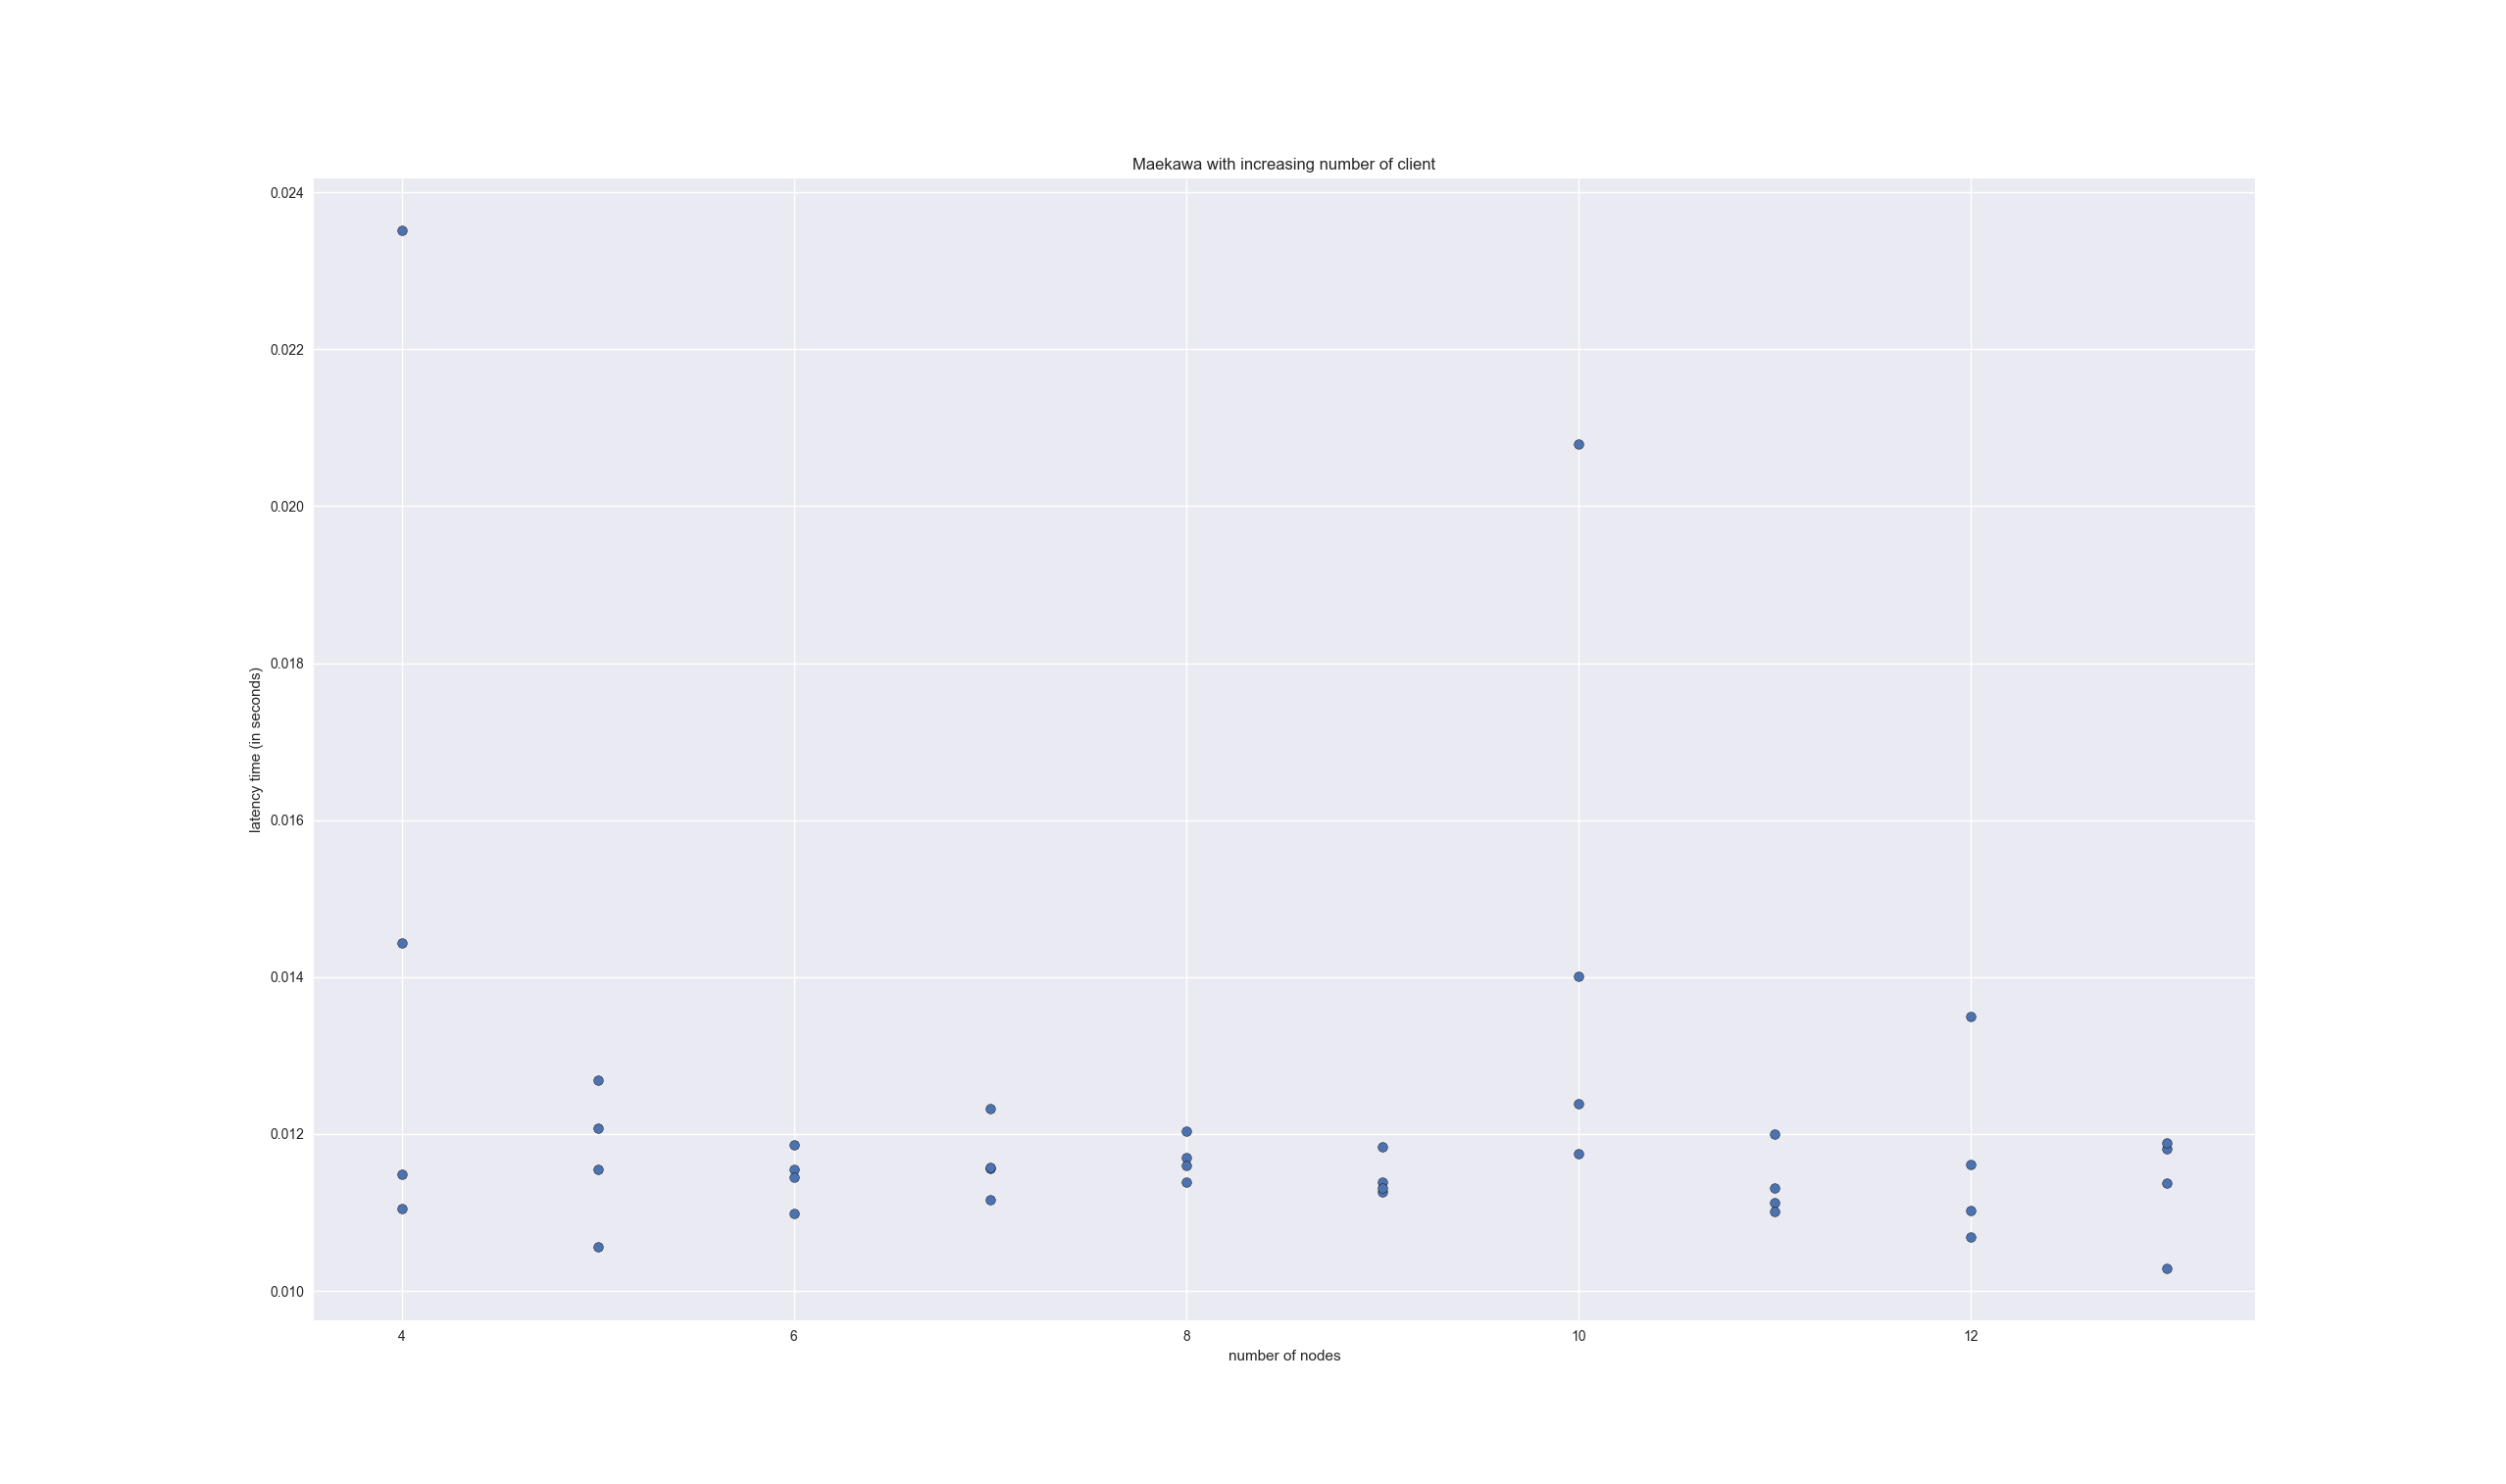 Maekawa with increasing number of client
0.024
0.022
0.020
0.018
0.016
0.014
0.012
0.010
latency time (in seconds)
4 6 8 10 12
number of nodes